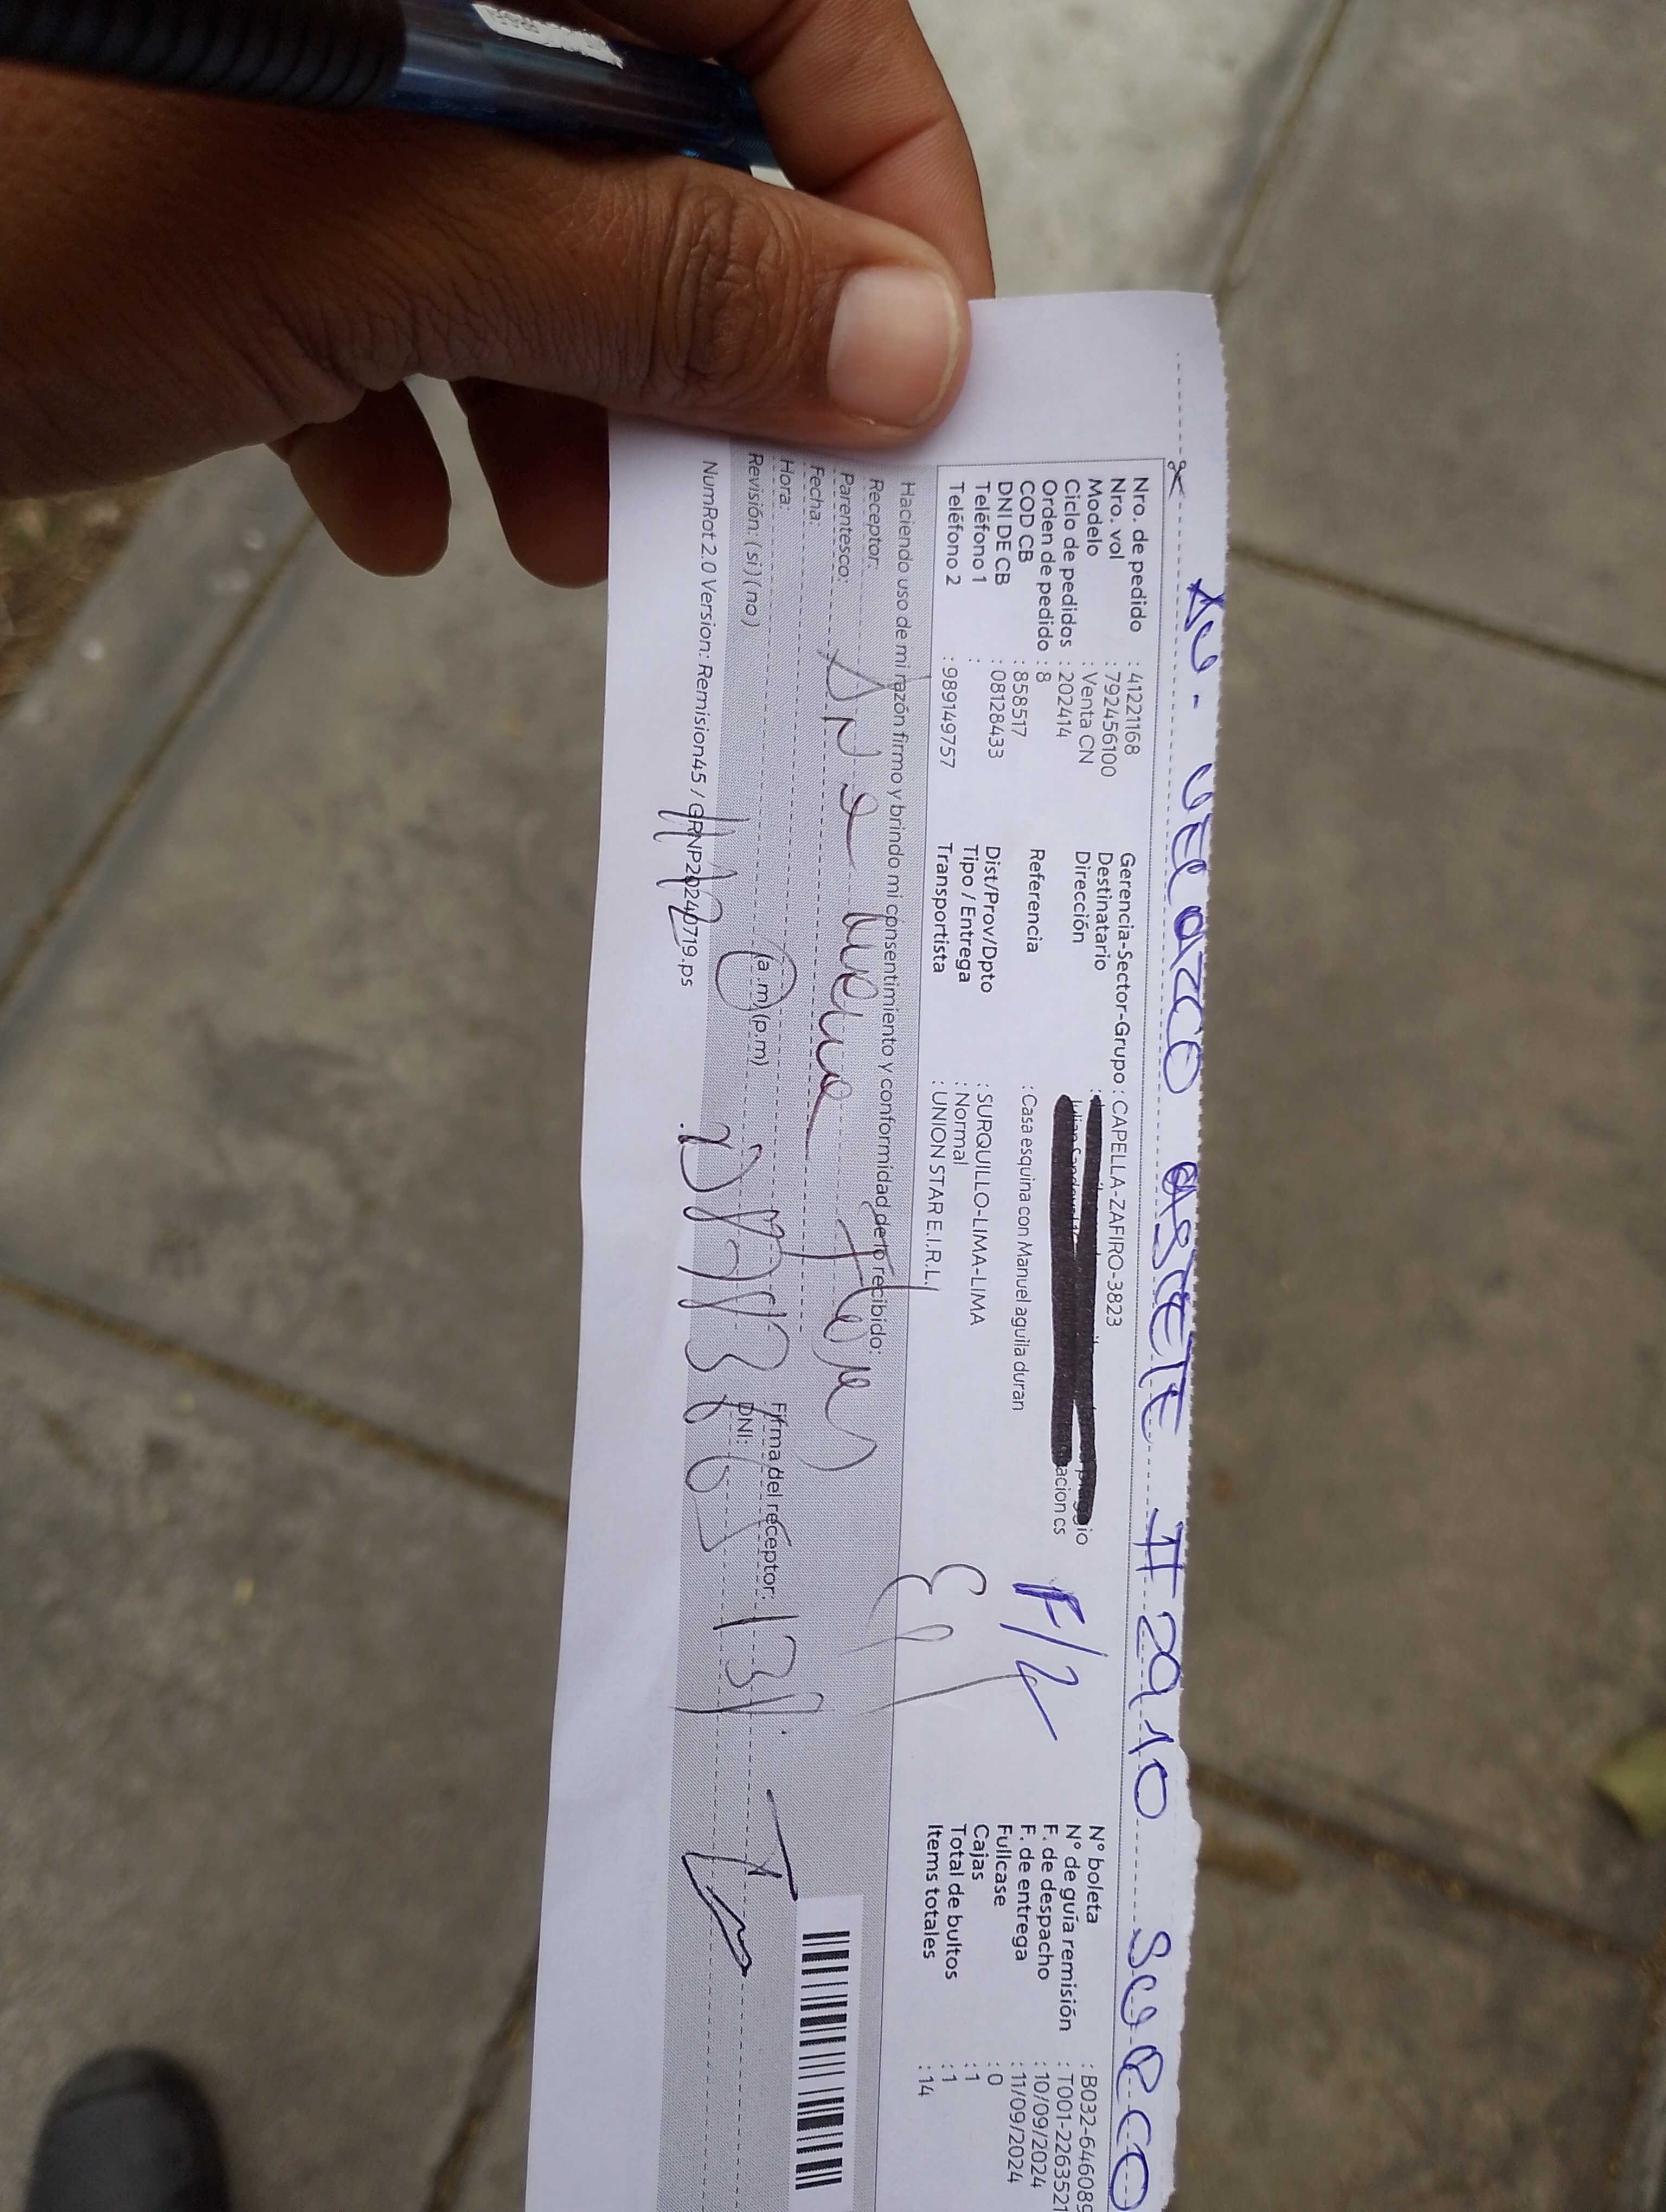 AV. VELAZCO ASTETE # 2910 SURCO
Nro. de pedido : 41221168
Nro. vol : 792456100
Modelo : Venta CN
Ciclo de pedidos : 202414
Orden de pedido : 8
COD CB : 858517
DNI DE CB : 08128433
Teléfono 1 :
Teléfono 2 : 989149757
Gerencia-Sector-Grupo : CAPELLA-ZAFIRO-3823
Destinatario :
Dirección
acion cs
Referencia : Casa esquina con Manuel aguila duran
Dist/Prov/Dpto : SURQUILLO-LIMA-LIMA
Tipo / Entrega : Normal
Transportista : UNION STAR E.I.R.L.
F/2
N° boleta : B032-646089
N° de guía remisión : T001-2263521
F. de despacho : 10/09/2024
F. de entrega : 11/09/2024
Fullcase : 0
Cajas : 1
Total de bultos : 1
Items totales : 14
Haciendo uso de mi razón firmo y brindo mi consentimiento y conformidad de lo recibido:
Receptor:
Parentesco:
Fecha:
Hora: (a.m) (p.m)
Revisión: (si) (no)
Firma del receptor:
DNI:
NumRot 2.0 Version: Remision45 / GRNP20240719.ps